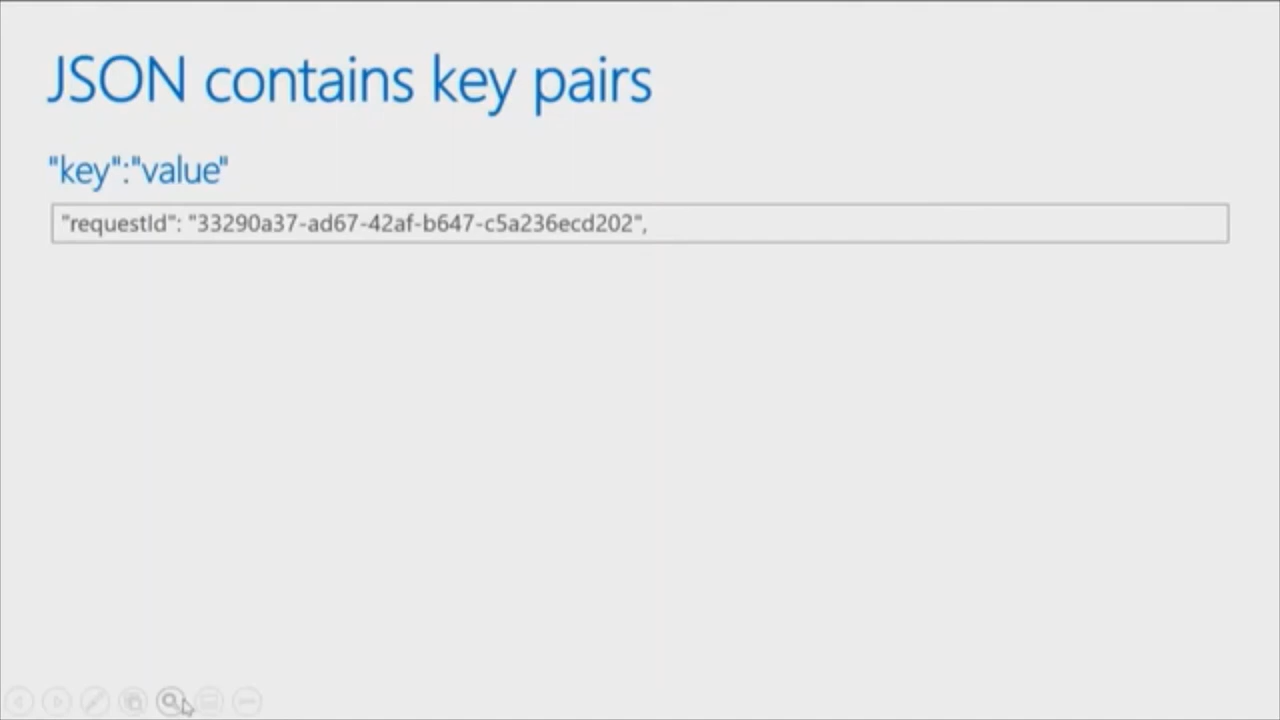 JSON contains key pairs
"key":"value"
"requestId": "33290a37-ad67-42af-b647-c5a236ecd202",